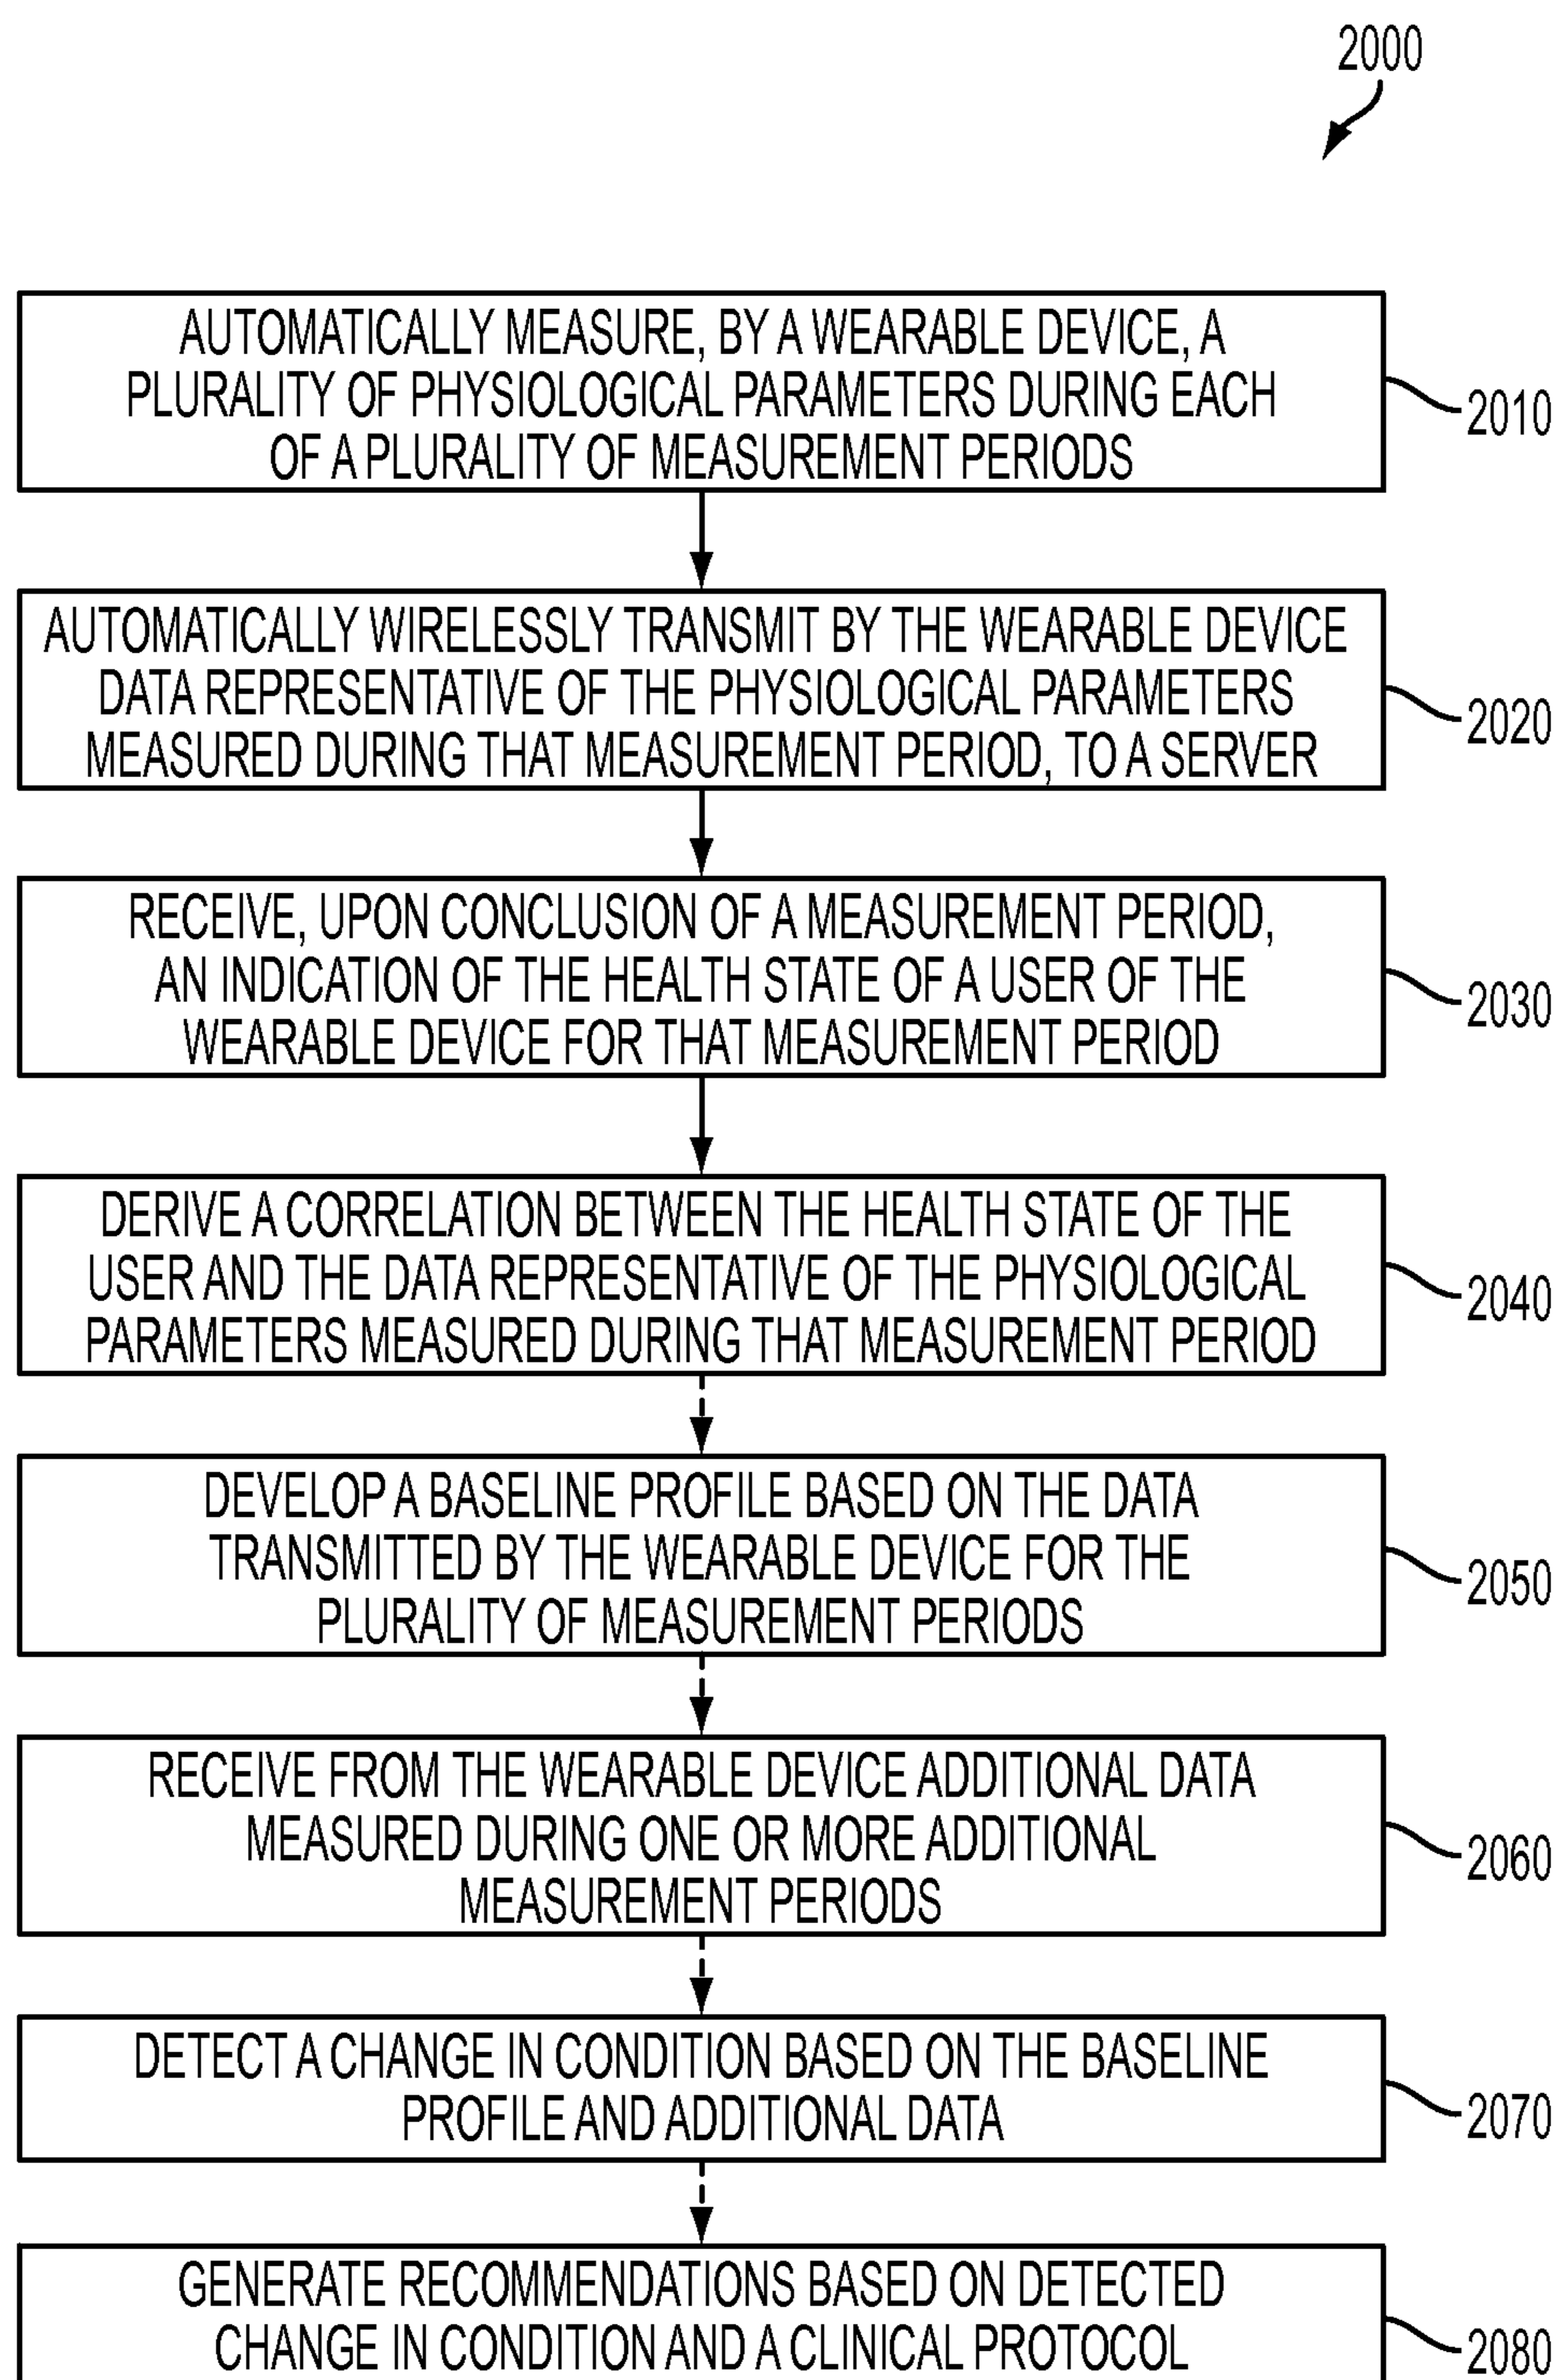 2000
AUTOMATICALLY MEASURE, BY A WEARABLE DEVICE, A
PLURALITY OF PHYSIOLOGICAL PARAMETERS DURING EACH
OF A PLURALITY OF MEASUREMENT PERIODS
2010
AUTOMATICALLY WIRELESSLY TRANSMIT BY THE WEARABLE DEVICE
DATA REPRESENTATIVE OF THE PHYSIOLOGICAL PARAMETERS
MEASURED DURING THAT MEASUREMENT PERIOD, TO A SERVER
2020
RECEIVE, UPON CONCLUSION OF A MEASUREMENT PERIOD,
AN INDICATION OF THE HEALTH STATE OF A USER OF THE
WEARABLE DEVICE FOR THAT MEASUREMENT PERIOD
2030
DERIVE A CORRELATION BETWEEN THE HEALTH STATE OF THE
USER AND THE DATA REPRESENTATIVE OF THE PHYSIOLOGICAL
PARAMETERS MEASURED DURING THAT MEASUREMENT PERIOD
2040
DEVELOP A BASELINE PROFILE BASED ON THE DATA
TRANSMITTED BY THE WEARABLE DEVICE FOR THE
PLURALITY OF MEASUREMENT PERIODS
2050
RECEIVE FROM THE WEARABLE DEVICE ADDITIONAL DATA
MEASURED DURING ONE OR MORE ADDITIONAL
MEASUREMENT PERIODS
2060
DETECT A CHANGE IN CONDITION BASED ON THE BASELINE
PROFILE AND ADDITIONAL DATA
2070
GENERATE RECOMMENDATIONS BASED ON DETECTED
CHANGE IN CONDITION AND A CLINICAL PROTOCOL
2080